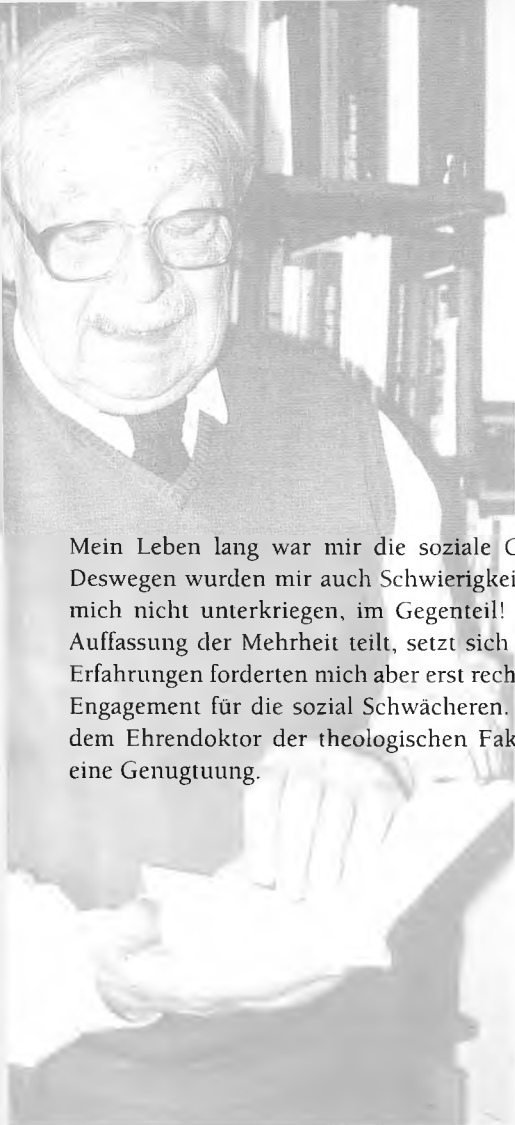 Mein Leben lang war mir die soziale
Deswegen wurden mir auch
mich nicht unterkriegen, im Gegenteil!
Auffassung der Mehrheit teilt, setzt sich
Erfahrungen forderten mich aber erst
Engagement für die sozial Schwächeren.
dem Ehrendoktor der theologischen
eine Genugtuung.